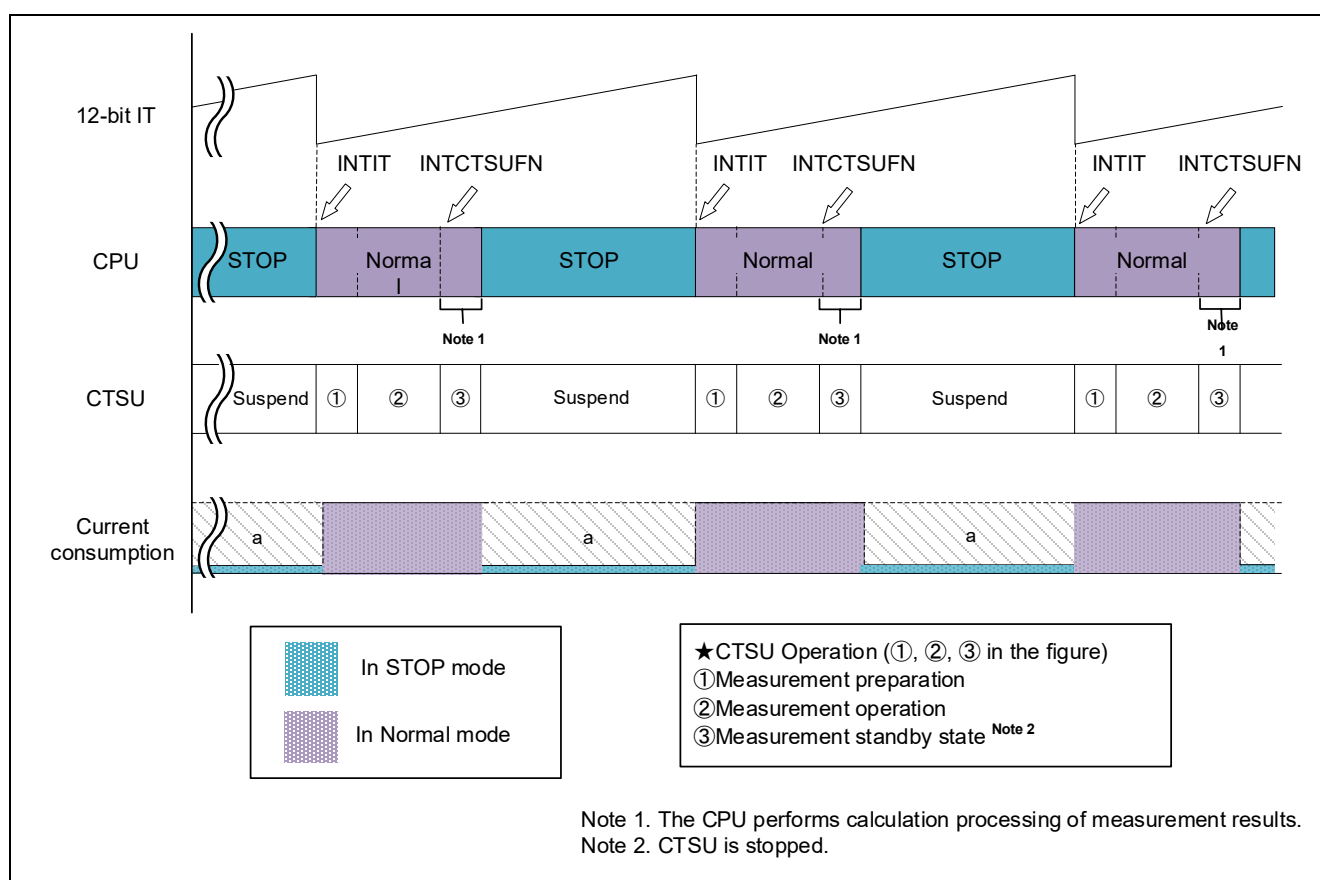 12-bit IT
INTIT INTCTSUFN INTIT INTCTSUFN INTIT INTCTSUFN
CPU STOP Norma STOP Normal STOP Normal
l
Note 1 Note 1 Note
1
CTSU Suspend ① ② ③ Suspend ① ② ③ Suspend ① ② ③
Current
consumption
a a a
In STOP mode
In Normal mode
★CTSU Operation (①, ②, ③ in the figure)
①Measurement preparation
②Measurement operation
③Measurement standby state Note 2
Note 1. The CPU performs calculation processing of measurement results.
Note 2. CTSU is stopped.